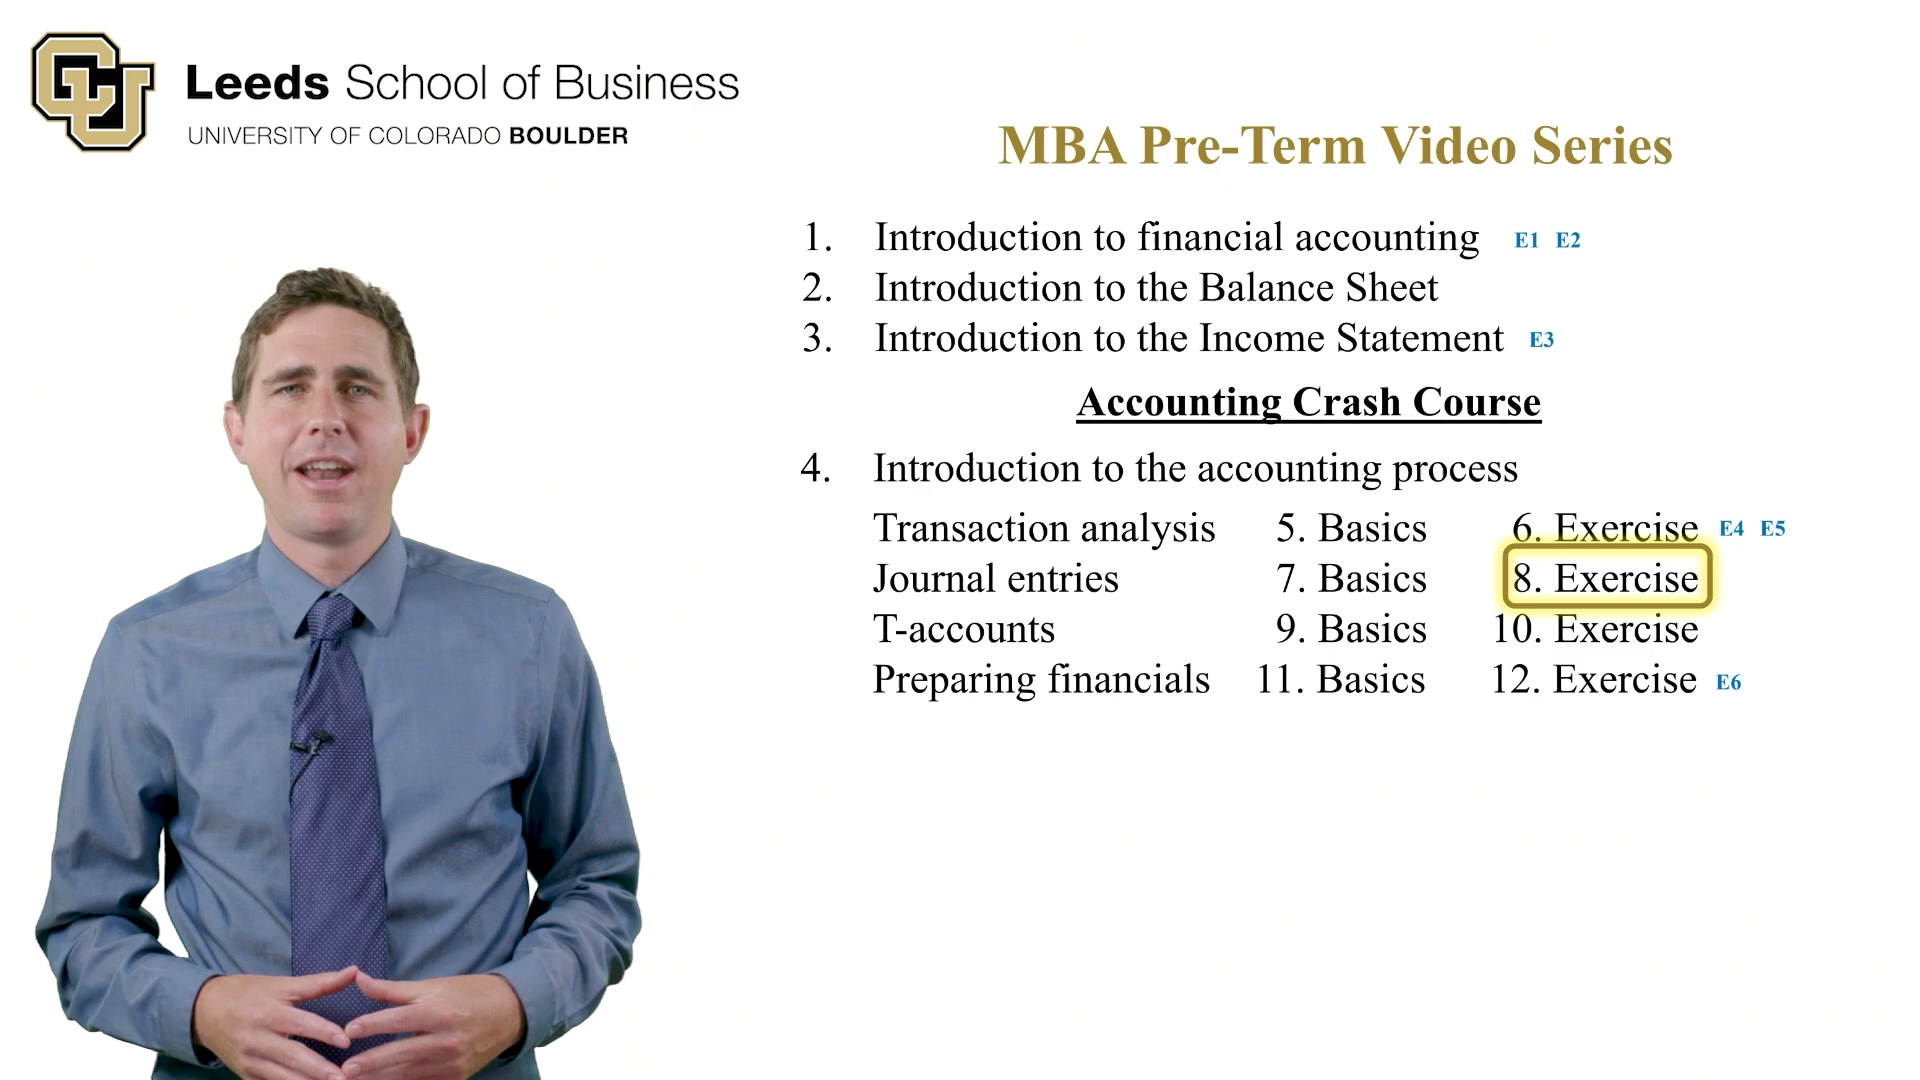 CU
Leeds School of Business
UNIVERSITY OF COLORADO BOULDER
MBA Pre-Term Video Series
1. Introduction to financial accounting E1 E2
2. Introduction to the Balance Sheet
3. Introduction to the Income Statement E3
Accounting Crash Course
4. Introduction to the accounting process
Transaction analysis 5. Basics 6. Exercise E4 E5
Journal entries 7. Basics 8. Exercise
T-accounts 9. Basics 10. Exercise
Preparing financials 11. Basics 12. Exercise E6